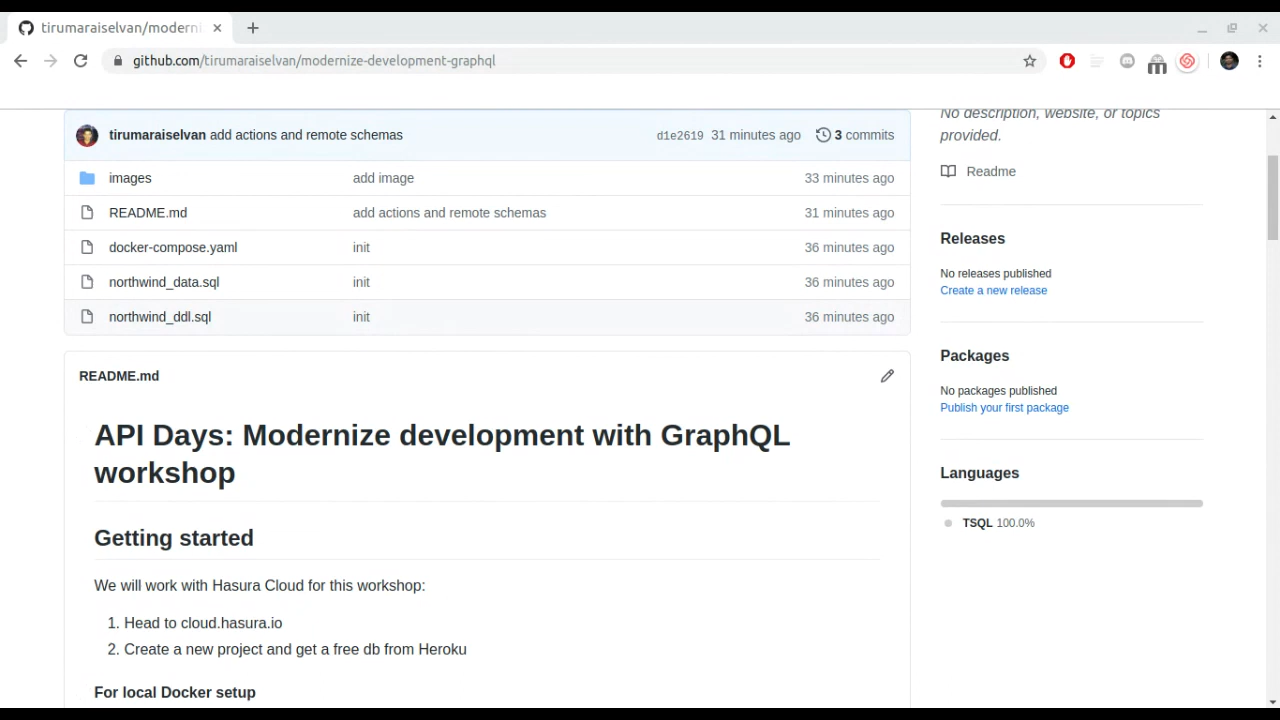 tirumaraiselvan/moderni
github.com/tirumaraiselvan/modernize-development-graphql
tirumaraiselvan add actions and remote schemas d1e2619 31 minutes ago 3 commits
images add image 33 minutes ago
README.md add actions and remote schemas 31 minutes ago
docker-compose.yaml init 36 minutes ago
northwind_data.sql init 36 minutes ago
northwind_ddl.sql init 36 minutes ago
README.md
API Days: Modernize development with GraphQL
workshop
Getting started
We will work with Hasura Cloud for this workshop:
1. Head to cloud.hasura.io
2. Create a new project and get a free db from Heroku
For local Docker setup
No description, website, or topics
provided.
Readme
Releases
No releases published
Create a new release
Packages
No packages published
Publish your first package
Languages
TSQL 100.0%